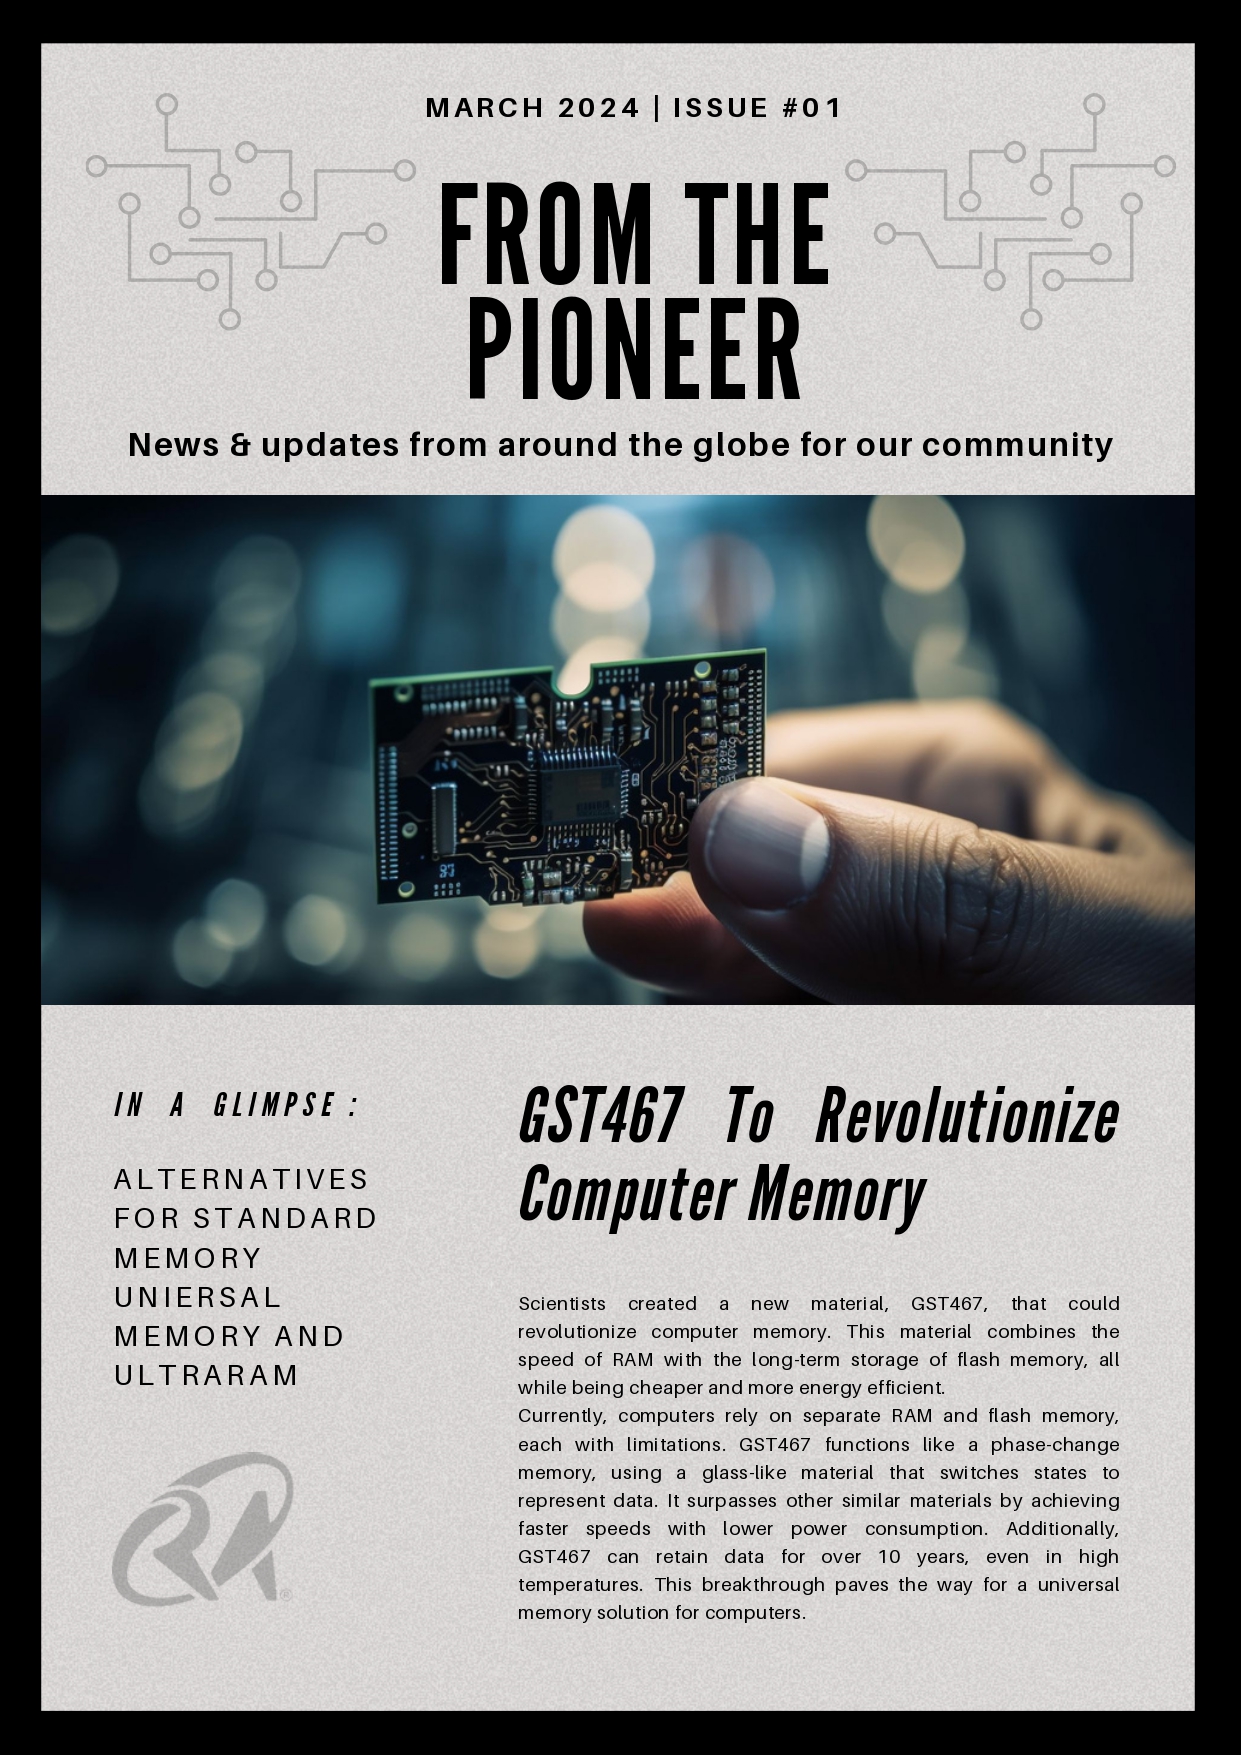 MARCH 2024 | ISSUE #01
FROM THE
PIONEER
News & updates from around the globe for our community
IN A GLIMPSE :
ALTERNATIVES
FOR STANDARD
MEMORY
UNIERSAL
MEMORY AND
ULTRARAM
RA®
GST467 To Revolutionize
Computer Memory
Scientists created a new material, GST467, that could
revolutionize computer memory. This material combines the
speed of RAM with the long-term storage of flash memory, all
while being cheaper and more energy efficient.
Currently, computers rely on separate RAM and flash memory,
each with limitations. GST467 functions like a phase-change
memory, using a glass-like material that switches states to
represent data. It surpasses other similar materials by achieving
faster speeds with lower power consumption. Additionally,
GST467 can retain data for over 10 years, even in high
temperatures. This breakthrough paves the way for a universal
memory solution for computers.